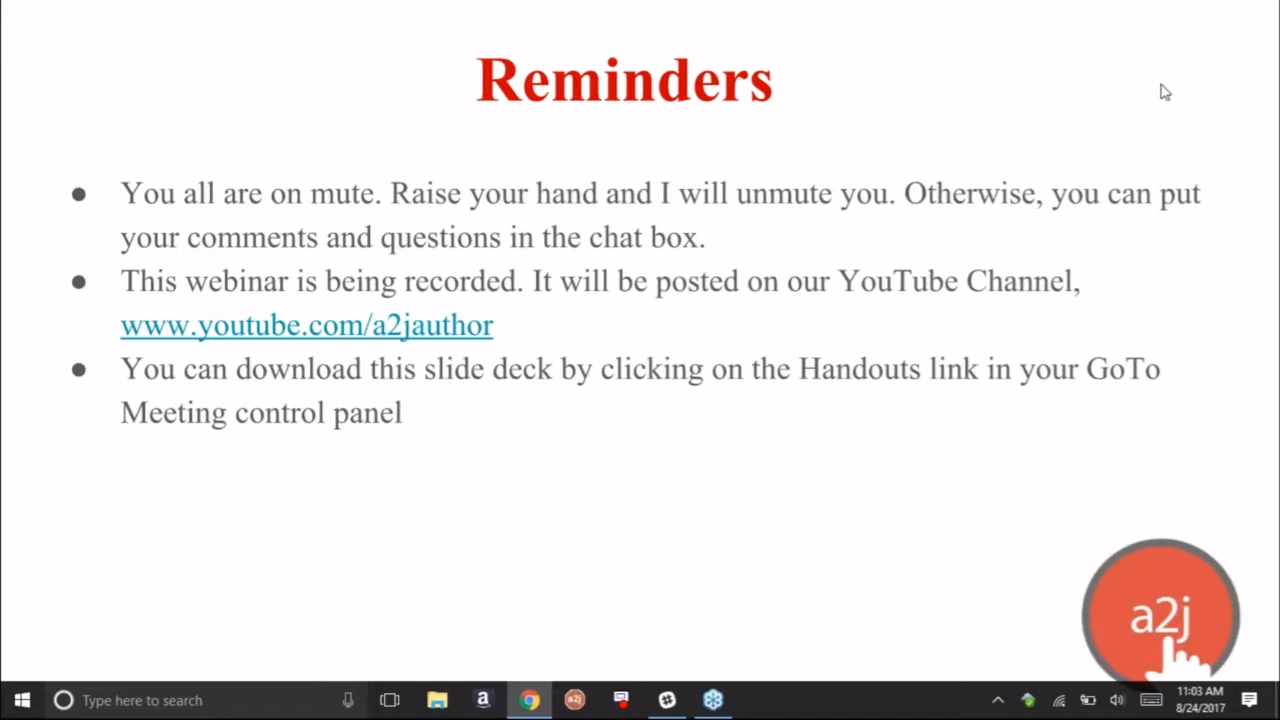 Reminders
● You all are on mute. Raise your hand and I will unmute you. Otherwise, you can put
your comments and questions in the chat box.
● This webinar is being recorded. It will be posted on our YouTube Channel,
www.youtube.com/a2jauthor
● You can download this slide deck by clicking on the Handouts link in your GoTo
Meeting control panel
a2j
Type here to search
a
a2j
11:03 AM
8/24/2017